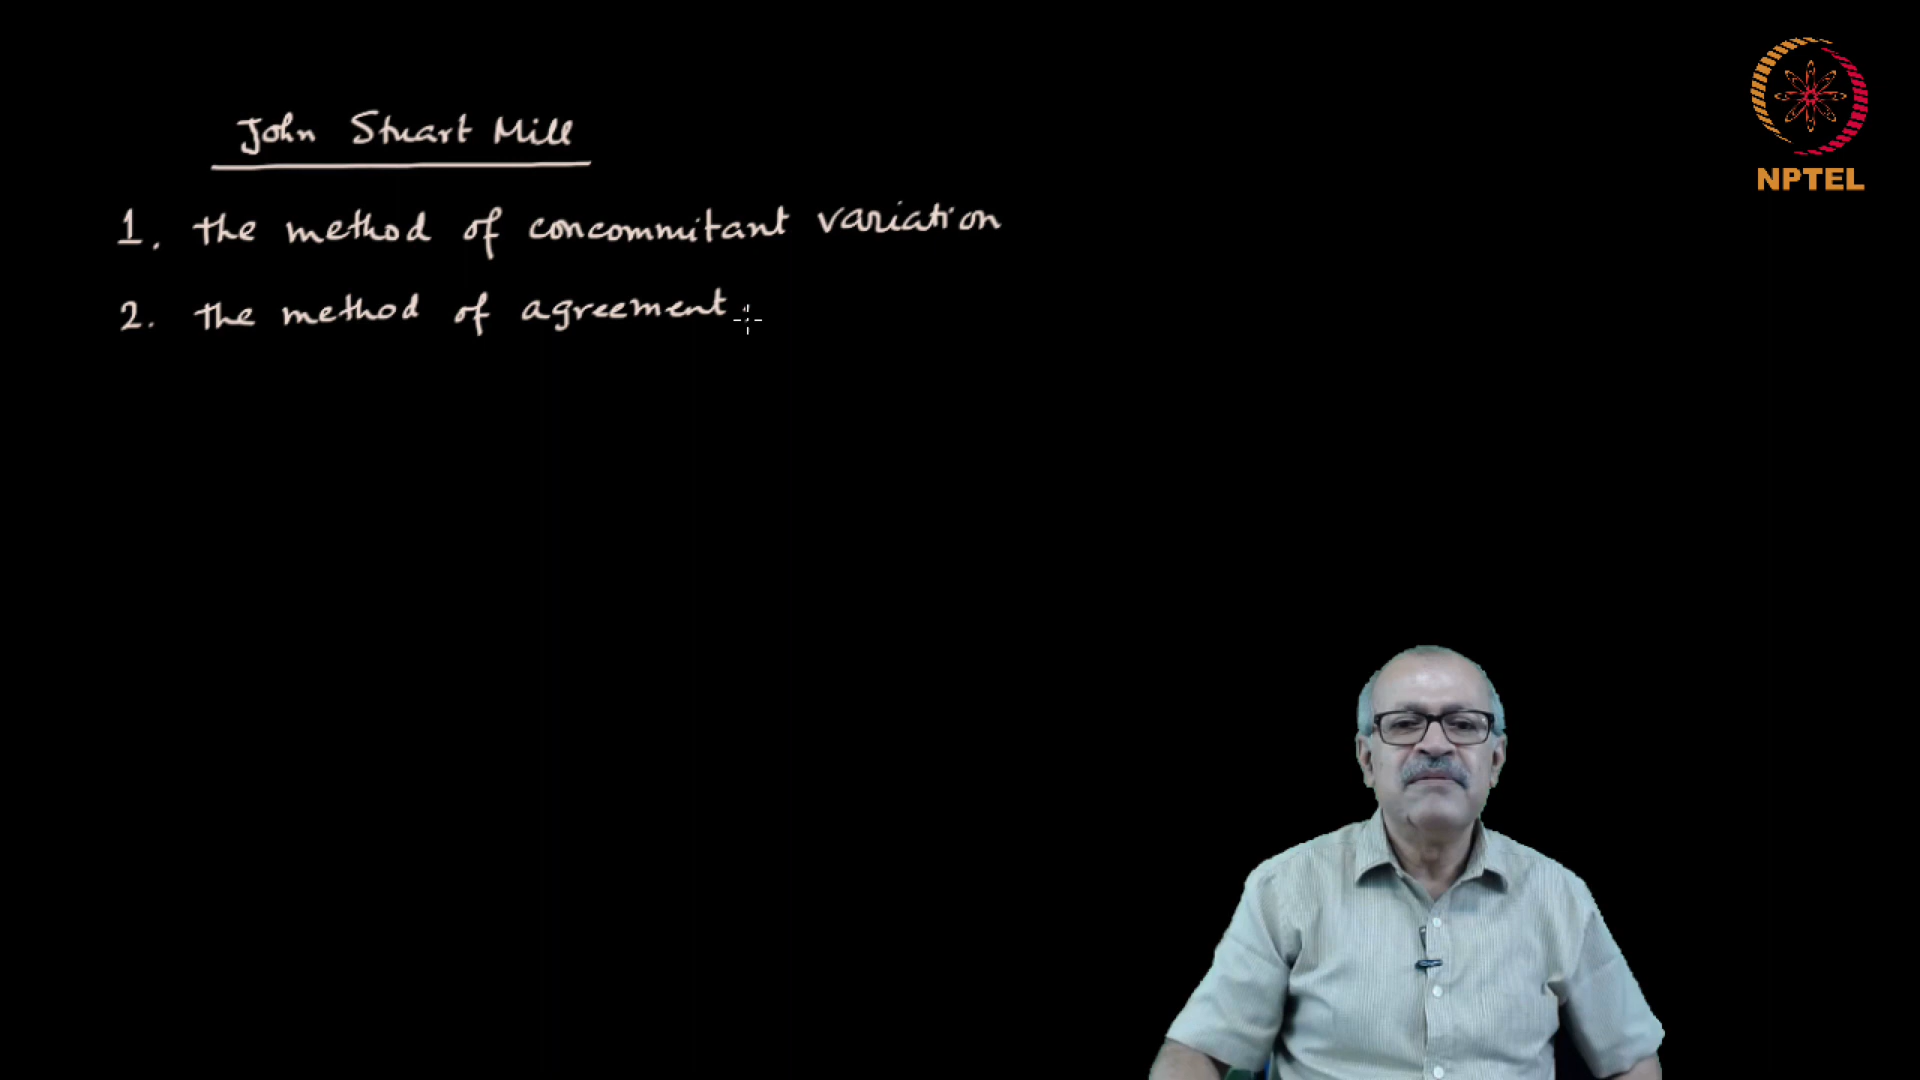 John Stuart Mill
1. the method of concommitant variation
2. the method of agreement
NPTEL